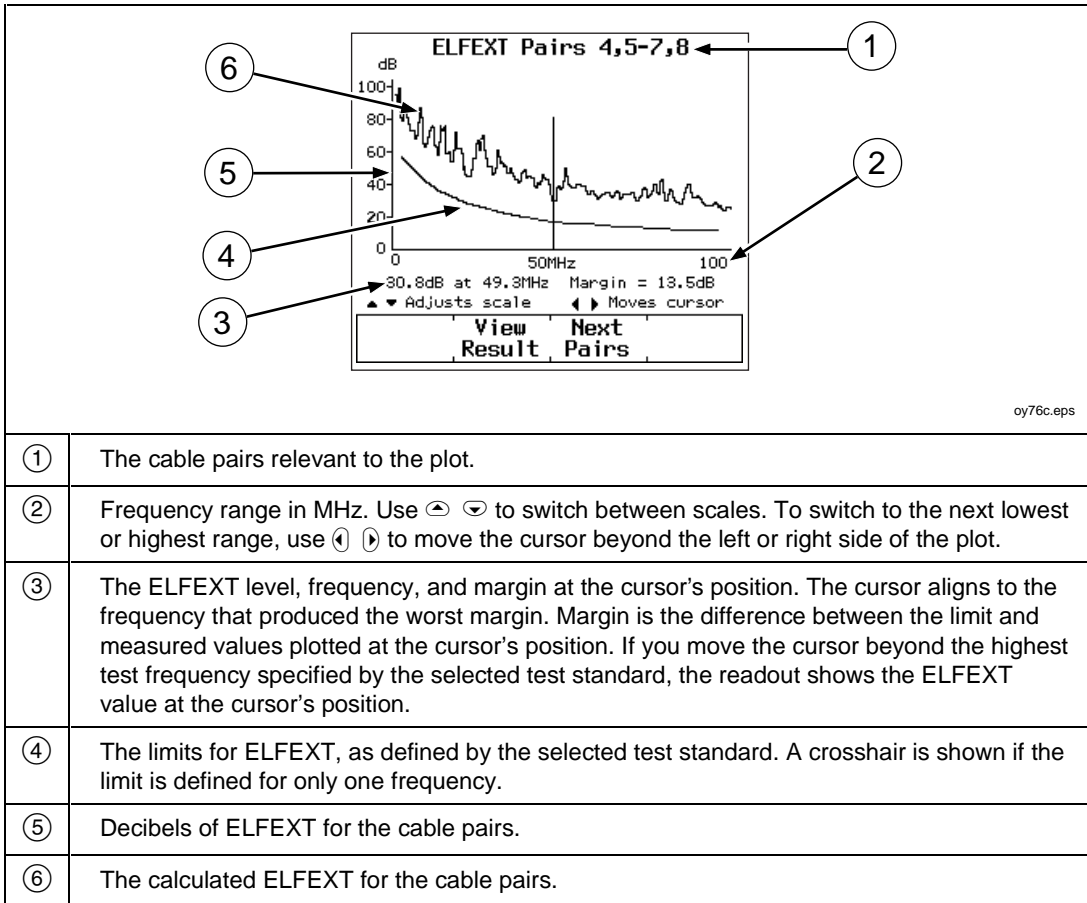 ELFEXT Pairs 4,5-7,8
1
6
dB
100
80
60
5
40
2
20
4
0
0
50MHz
100
30.8dB at 49.3MHz Margin = 13.5dB
▲ ▼ Adjusts scale ◀ ▶ Moves cursor
3
View Result
Next Pairs
oy76c.eps
① The cable pairs relevant to the plot.
② Frequency range in MHz. Use ▲ ▼ to switch between scales. To switch to the next lowest
or highest range, use ◀ ▶ to move the cursor beyond the left or right side of the plot.
③ The ELFEXT level, frequency, and margin at the cursor’s position. The cursor aligns to the
frequency that produced the worst margin. Margin is the difference between the limit and
measured values plotted at the cursor’s position. If you move the cursor beyond the highest
test frequency specified by the selected test standard, the readout shows the ELFEXT
value at the cursor’s position.
④ The limits for ELFEXT, as defined by the selected test standard. A crosshair is shown if the
limit is defined for only one frequency.
⑤ Decibels of ELFEXT for the cable pairs.
⑥ The calculated ELFEXT for the cable pairs.